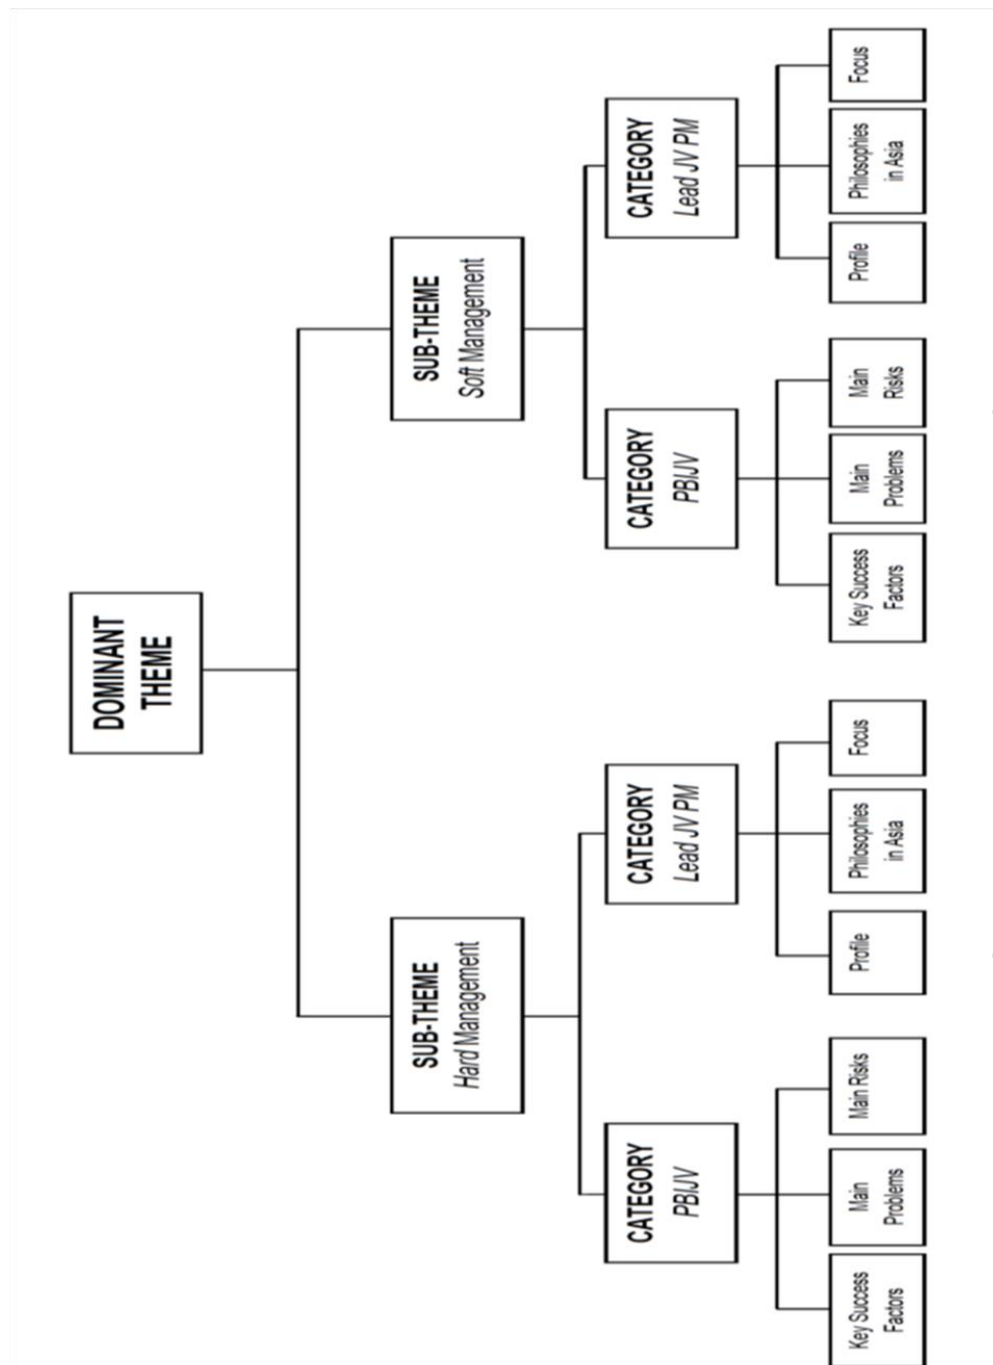 DOMINANT
THEME
SUB-THEME
Hard Management
SUB-THEME
Soft Management
CATEGORY
PBIJV
CATEGORY
Lead JV PM
CATEGORY
PBIJV
CATEGORY
Lead JV PM
Key Success
Factors
Main
Problems
Main Risks
Profile
Philosophies
in Asia
Focus
Key Success
Factors
Main
Problems
Main
Risks
Profile
Philosophies
in Asia
Focus